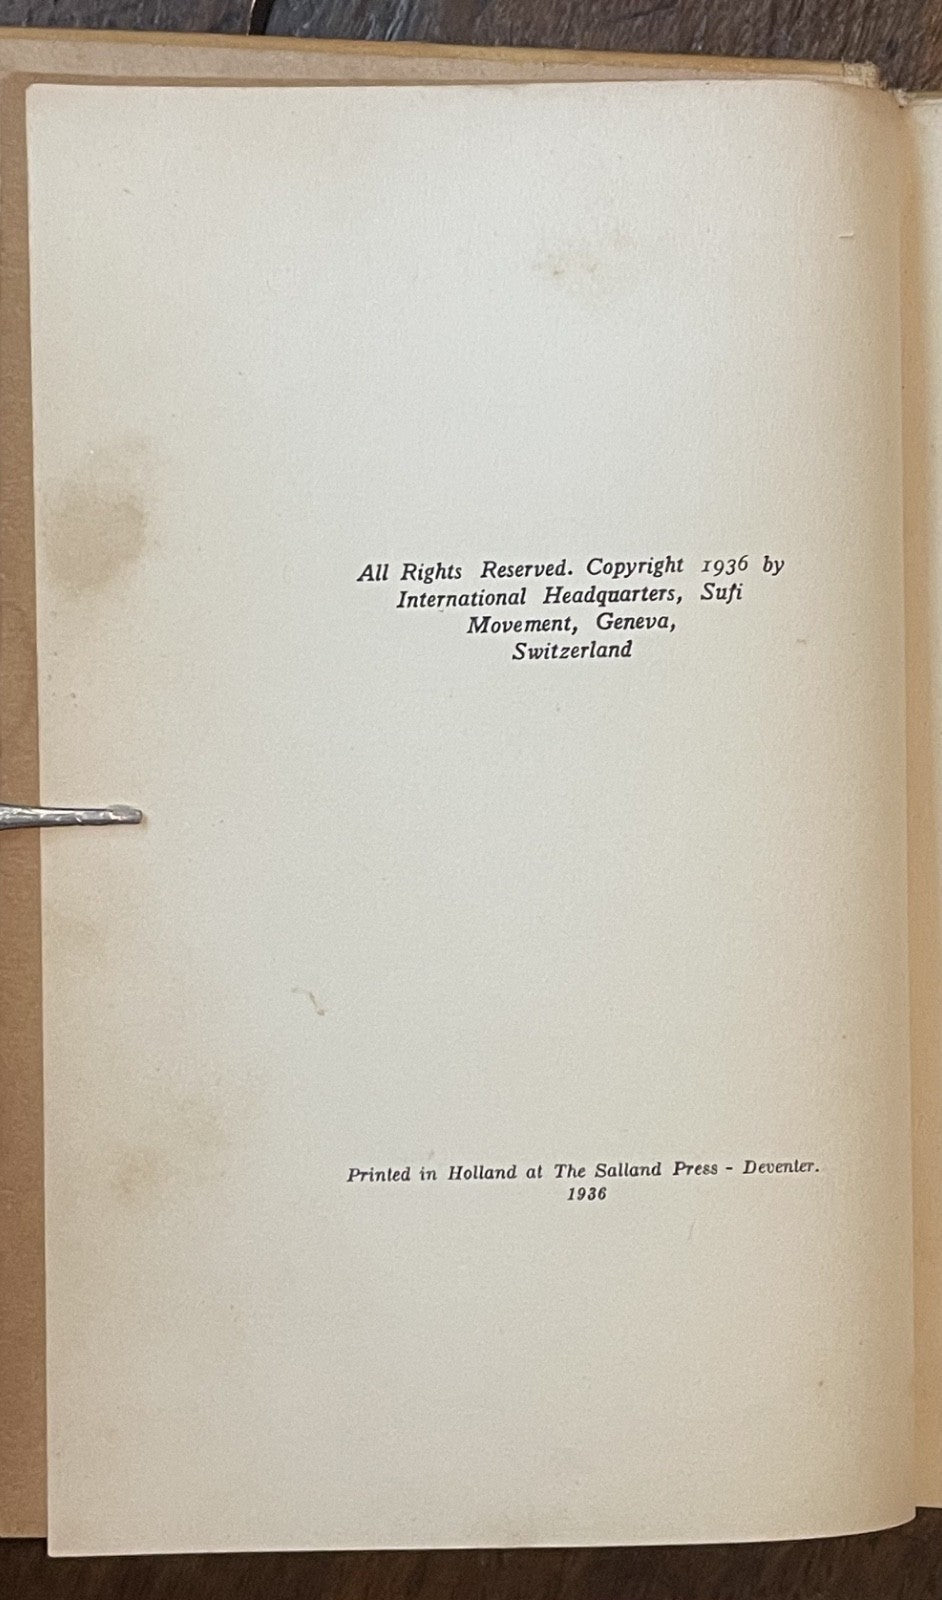 All Rights Reserved. Copyright 1936 by
International Headquarters, Sufi
Movement, Geneva,
Switzerland
Printed in Holland at The Salland Press - Deventer.
1936